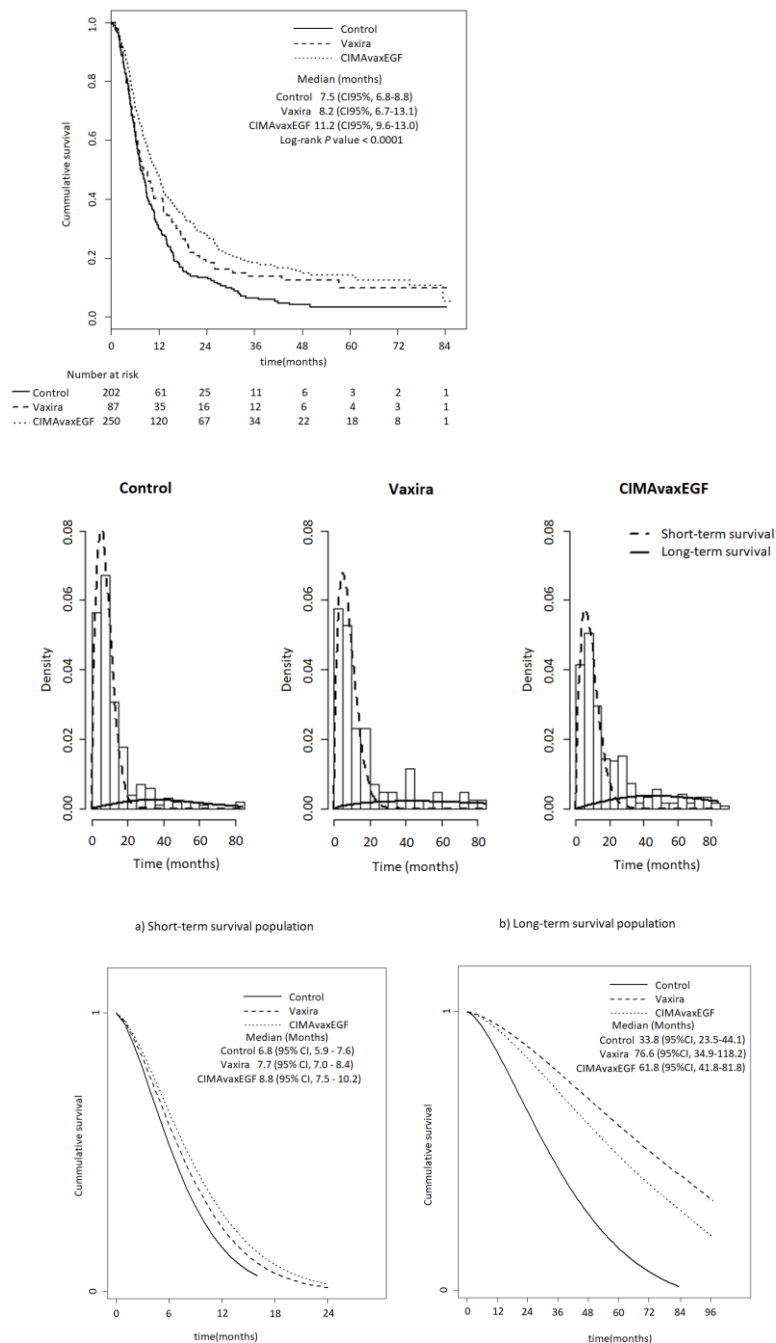 Control
Vaxira
CIMAvaxEGF
Median (months)
Control 7.5 (CI95%, 6.8-8.8)
Vaxira 8.2 (CI95%, 6.7-13.1)
CIMAvaxEGF 11.2 (CI95%, 9.6-13.0)
Log-rank P value < 0.0001
Cummulative survival
1.0
0.8
0.6
0.4
0.2
0.0
0 12 24 36 48 60 72 84
time(months)
Number at risk
Control 202 61 25 11 6 3 2 1
Vaxira 87 35 16 12 6 4 3 1
CIMAvaxEGF 250 120 67 34 22 18 8 1
Control Vaxira CIMAvaxEGF
Short-term survival
Long-term survival
Density
0.08
0.06
0.04
0.02
0.00
0 20 40 60 80
Time (months)
Density
0.08
0.06
0.04
0.02
0.00
0 20 40 60 80
Time (months)
Density
0.08
0.06
0.04
0.02
0.00
0 20 40 60 80
Time (months)
a) Short-term survival population
Control
Vaxira
CIMAvaxEGF
Median (Months)
Control 6.8 (95% CI, 5.9 - 7.6)
Vaxira 7.7 (95% CI, 7.0 - 8.4)
CIMAvaxEGF 8.8 (95% CI, 7.5 - 10.2)
Cummulative survival
1
0
0 6 12 18 24
time(months)
b) Long-term survival population
Control
Vaxira
CIMAvaxEGF
Median (Months)
Control 33.8 (95%CI, 23.5-44.1)
Vaxira 76.6 (95%CI, 34.9-118.2)
CIMAvaxEGF 61.8 (95%CI, 41.8-81.8)
Cummulative survival
1
0
0 12 24 36 48 60 72 84 96
time(months)